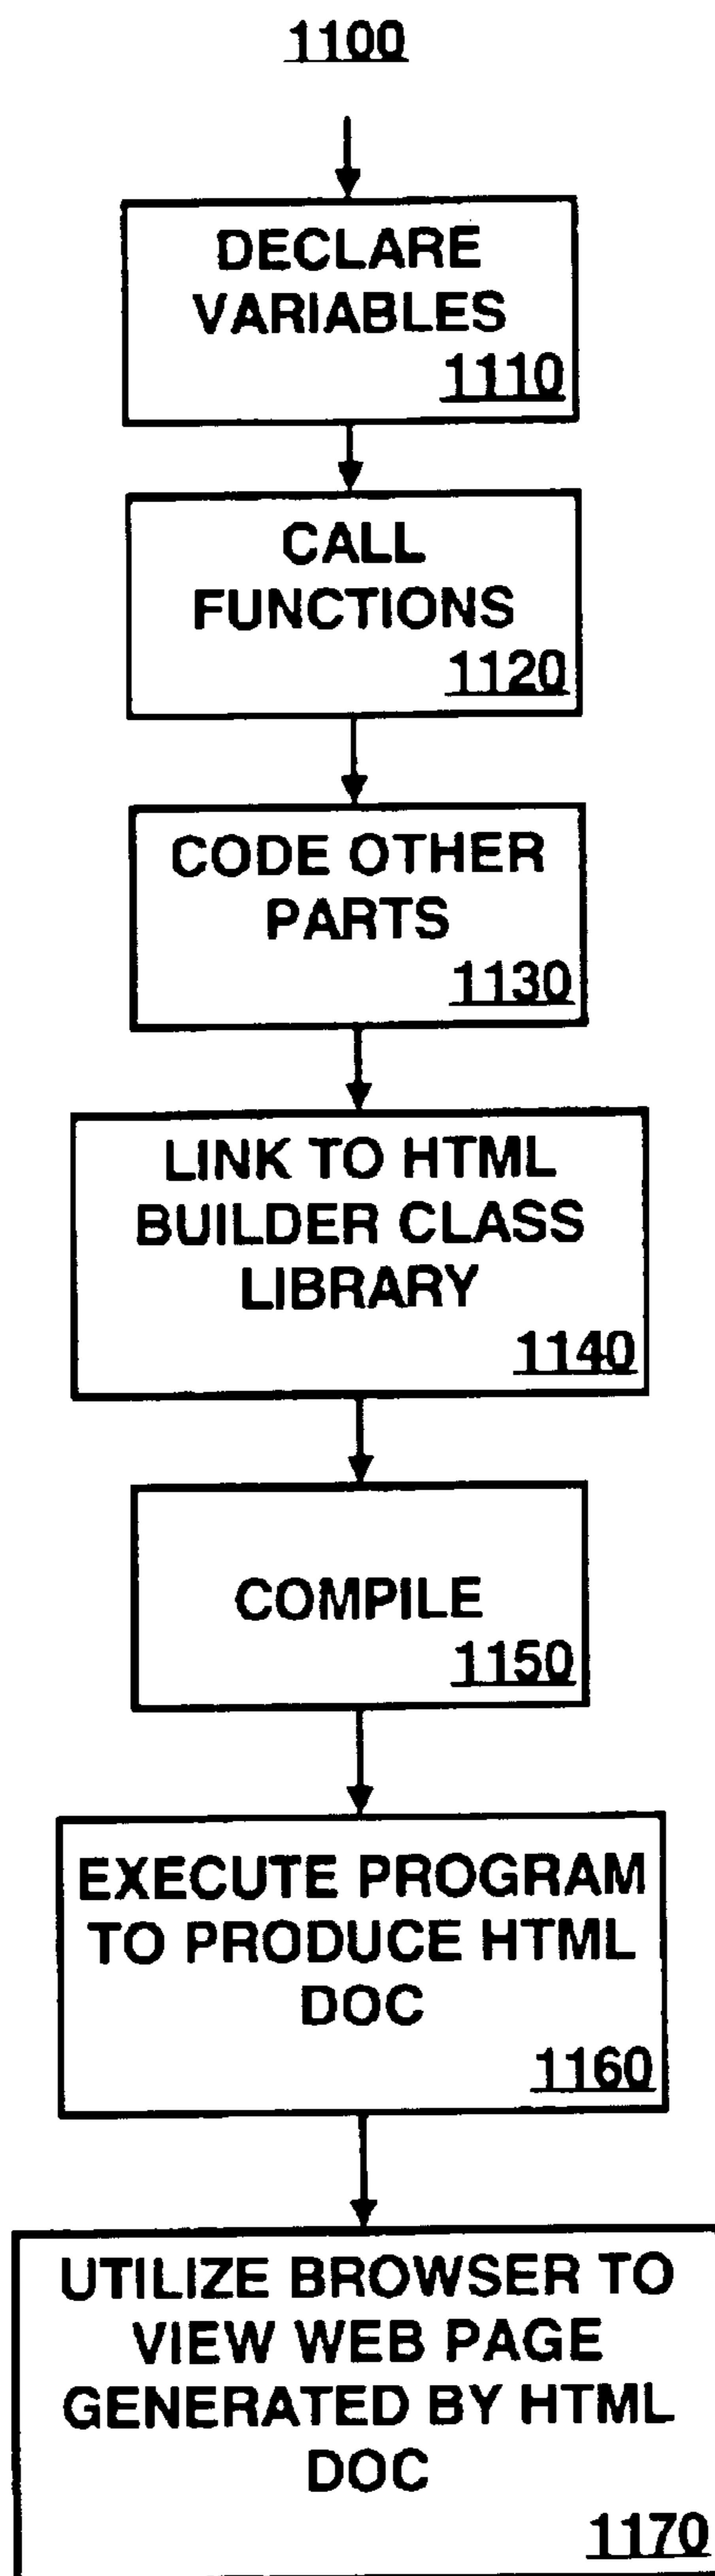 1100
DECLARE
VARIABLES
1110
CALL
FUNCTIONS
1120
CODE OTHER
PARTS
1130
LINK TO HTML
BUILDER CLASS
LIBRARY
1140
COMPILE
1150
EXECUTE PROGRAM
TO PRODUCE HTML
DOC
1160
UTILIZE BROWSER TO
VIEW WEB PAGE
GENERATED BY HTML
DOC
1170